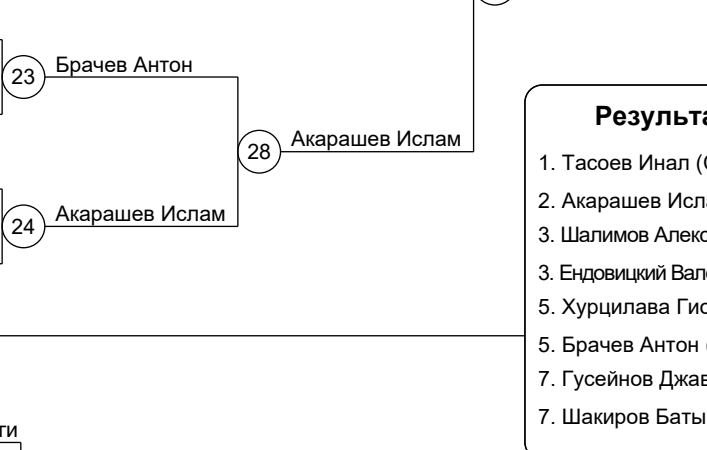 23 Брачев Антон
28 Акарашев Ислам
24 Акарашев Ислам
1. Тасоев Инал
2. Акарашев
3. Шалимов
3. Ендовицкий
5. Хурцилава
5. Брачев Антон
7. Гусейнов
7. Шакиров